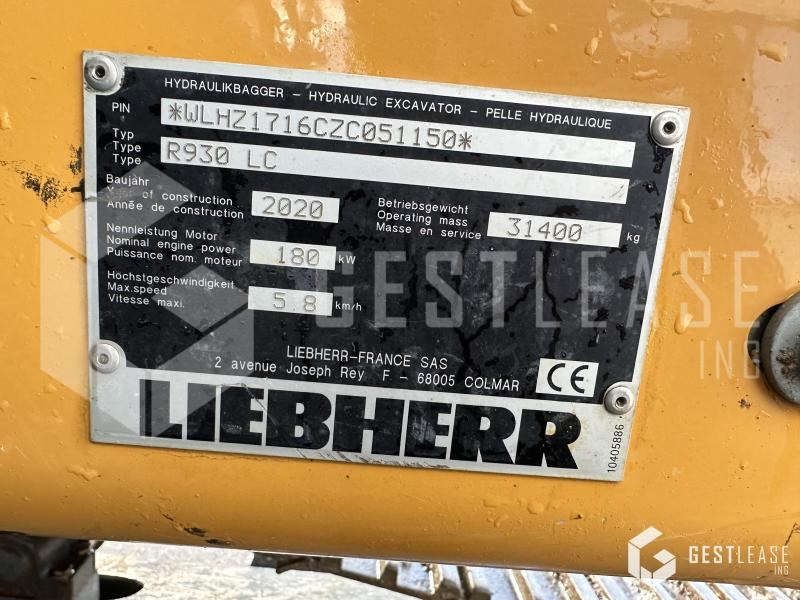 HYDRAULIKBAGGER - HYDRAULIC EXCAVATOR - PELLE HYDRAULIQUE
PIN *WLHZ1716CZC051150*
Typ
Type R930 LC
Type
Baujahr
Year of construction 2020
Année de construction
Betriebsgewicht
Operating mass 31400 kg
Masse en service
Nennleistung Motor
Nominal engine power 180 kW
Puissance nom. moteur
Höchstgeschwindigkeit
Max.speed 5.8 km/h
Vitesse maxi.
LIEBHERR-FRANCE SAS
2 avenue Joseph Rey F - 68005 COLMAR
CE
LIEBHERR
10405886
GESTLEASE
ING
GESTLEASE
ING